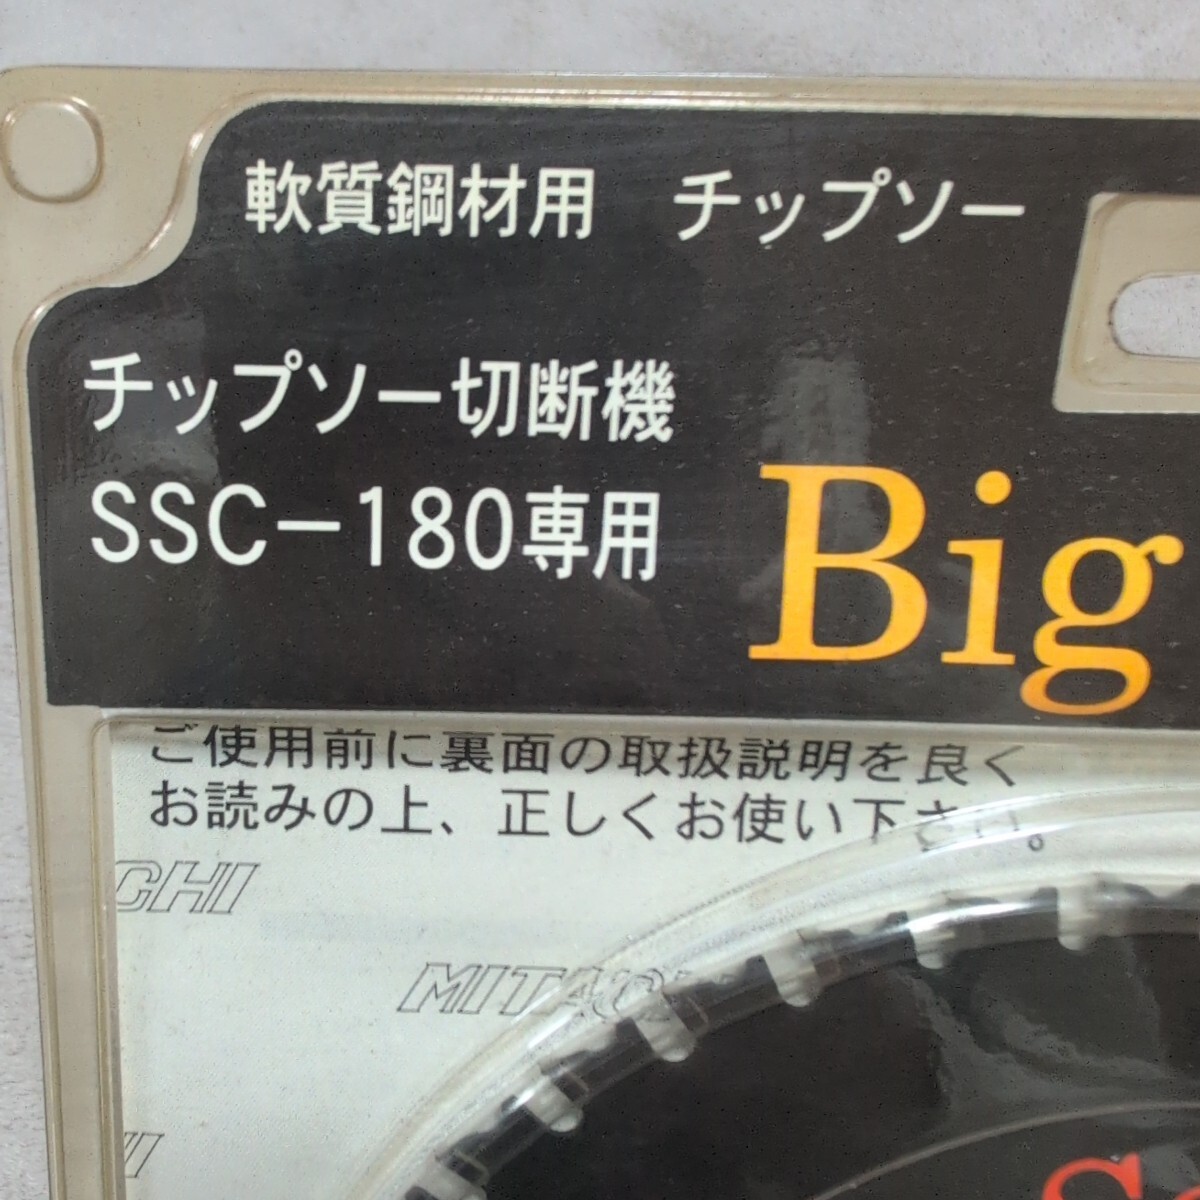 軟質鋼材用 チップソー
チップソー切断機
SSC-180専用
Big
ご使用前に裏面の取扱説明を良く
お読みの上、正しくお使い下さい。
CHI
MITACHI